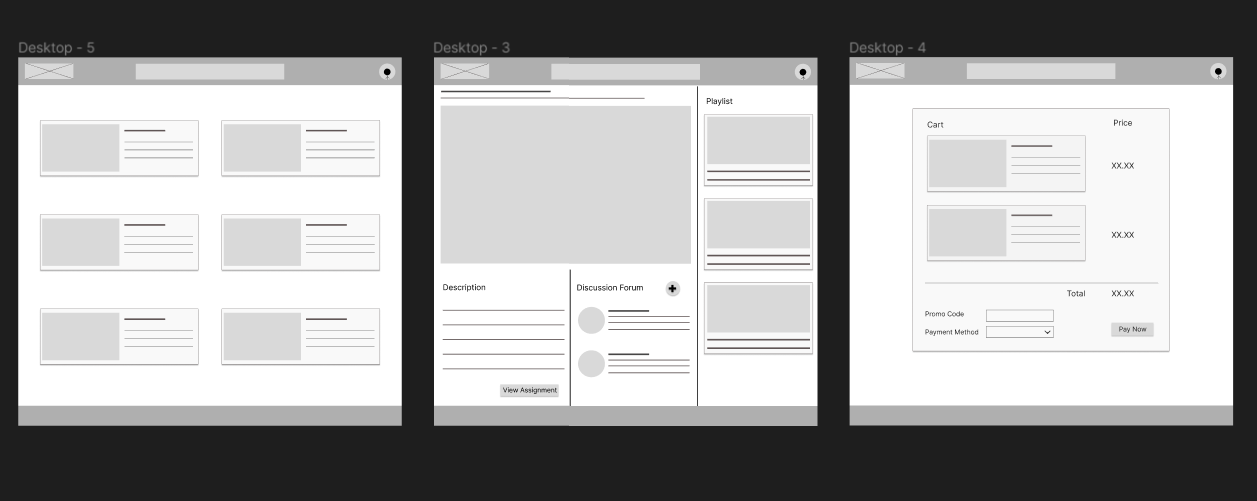 Desktop - 5
Desktop - 3
Playlist
Description
Discussion Forum
View Assignment
Desktop - 4
Cart
Price
XX.XX
XX.XX
Total
XX.XX
Promo Code
Payment Method
Pay Now